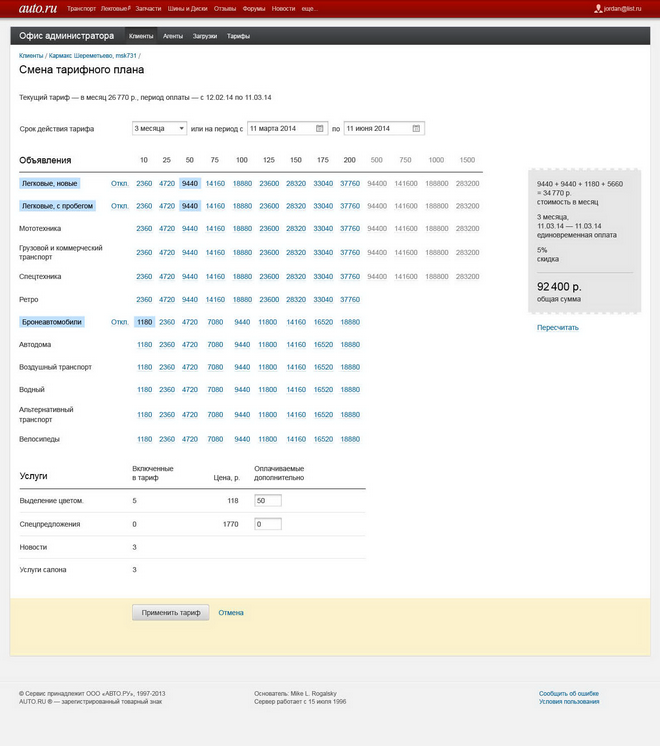 auto.ru Транспорт Легковые β Запчасти Шины и Диски Отзывы Форумы Новости еще... jordan@list.ru
Офис администратора Клиенты Агенты Загрузки Тарифы
Клиенты / Кармакс Шереметьево, msk731 /
Смена тарифного плана
Текущий тариф — в месяц 26 770 р., период оплаты — с 12.02.14 по 11.03.14
Срок действия тарифа 3 месяца или на период с 11 марта 2014 по 11 июня 2014
Объявления 10 25 50 75 100 125 150 175 200 500 750 1000 1500
Легковые, новые Откл. 2360 4720 9440 14160 18880 23600 28320 33040 37760 94400 141600 188800 283200
Легковые, с пробегом Откл. 2360 4720 9440 14160 18880 23600 28320 33040 37760 94400 141600 188800 283200
Мототехника 2360 4720 9440 14160 18880 23600 28320 33040 37760 94400 141600 188800 283200
Грузовой и коммерческий
транспорт 2360 4720 9440 14160 18880 23600 28320 33040 37760 94400 141600 188800 283200
Спецтехника 2360 4720 9440 14160 18880 23600 28320 33040 37760 94400 141600 188800 283200
Ретро 2360 4720 9440 14160 18880 23600 28320 33040 37760
Бронеавтомобили Откл. 1180 2360 4720 7080 9440 11800 14160 16520 18880
Автодома 1180 2360 4720 7080 9440 11800 14160 16520 18880
Воздушный транспорт 1180 2360 4720 7080 9440 11800 14160 16520 18880
Водный 1180 2360 4720 7080 9440 11800 14160 16520 18880
Альтернативный
транспорт 1180 2360 4720 7080 9440 11800 14160 16520 18880
Велосипеды 1180 2360 4720 7080 9440 11800 14160 16520 18880
9440 + 9440 + 1180 + 5660
= 34 770 р.
стоимость в месяц
3 месяца,
11.03.14 — 11.03.14
единовременная оплата
5%
скидка
92 400 р.
общая сумма
Пересчитать
Услуги Включенные в тариф Цена, р. Оплачиваемые дополнительно
Выделение цветом. 5 118 50
Спецпредложения 0 1770 0
Новости 3
Услуги салона 3
Применить тариф Отмена
© Сервис принадлежит ООО «АВТО.РУ», 1997-2013
AUTO.RU ® — зарегистрированный товарный знак
Основатель: Mike L. Rogalsky
Сервер работает с 15 июля 1996
Сообщить об ошибке
Условия пользования